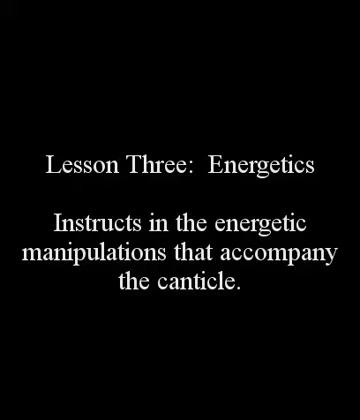 Lesson Three:  Energetics
Instructs in the energetic
manipulations that accompany
the canticle.